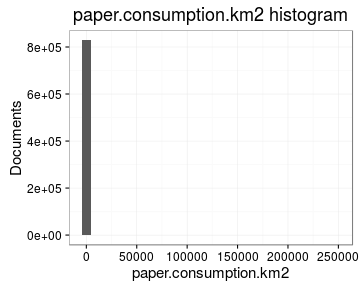 paper.consumption.km2 histogram
Documents
8e+05
6e+05
4e+05
2e+05
0e+00
0 50000 100000 150000 200000 250000
paper.consumption.km2